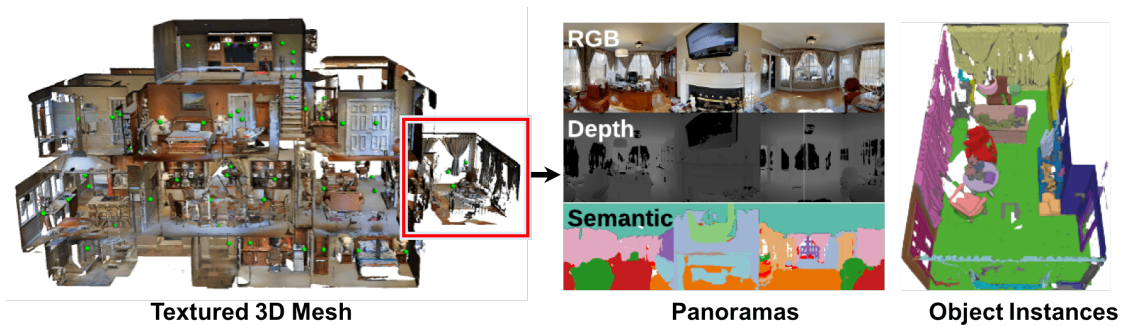 RGB
Depth
Semantic
Textured 3D Mesh
Panoramas
Object Instances